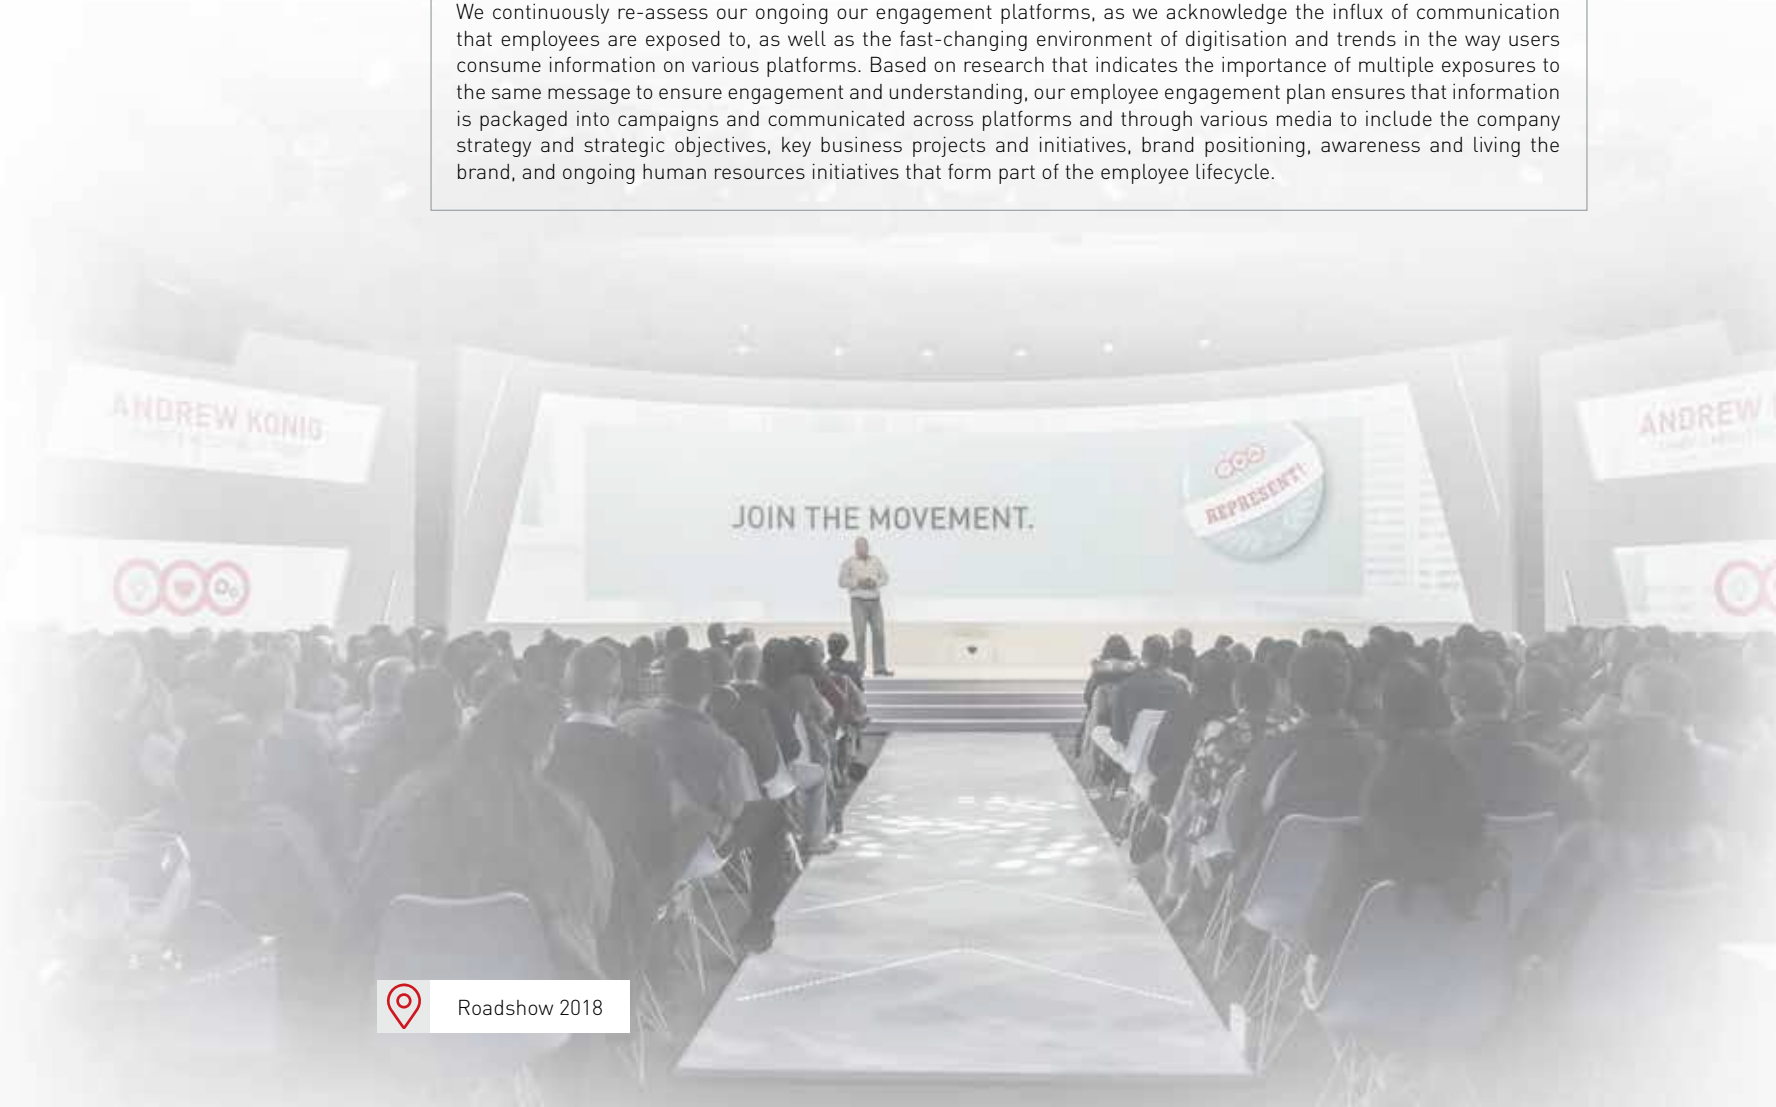 We continuously re-assess our ongoing our engagement platforms, as we acknowledge the influx of communication
that employees are exposed to, as well as the fast-changing environment of digitisation and trends in the way users
consume information on various platforms. Based on research that indicates the importance of multiple exposures to
the same message to ensure engagement and understanding, our employee engagement plan ensures that information
is packaged into campaigns and communicated across platforms and through various media to include the company
strategy and strategic objectives, key business projects and initiatives, brand positioning, awareness and living the
brand, and ongoing human resources initiatives that form part of the employee lifecycle.
ANDREW KONIG
ANDREW
REPRESENT!
JOIN THE MOVEMENT.
Roadshow 2018